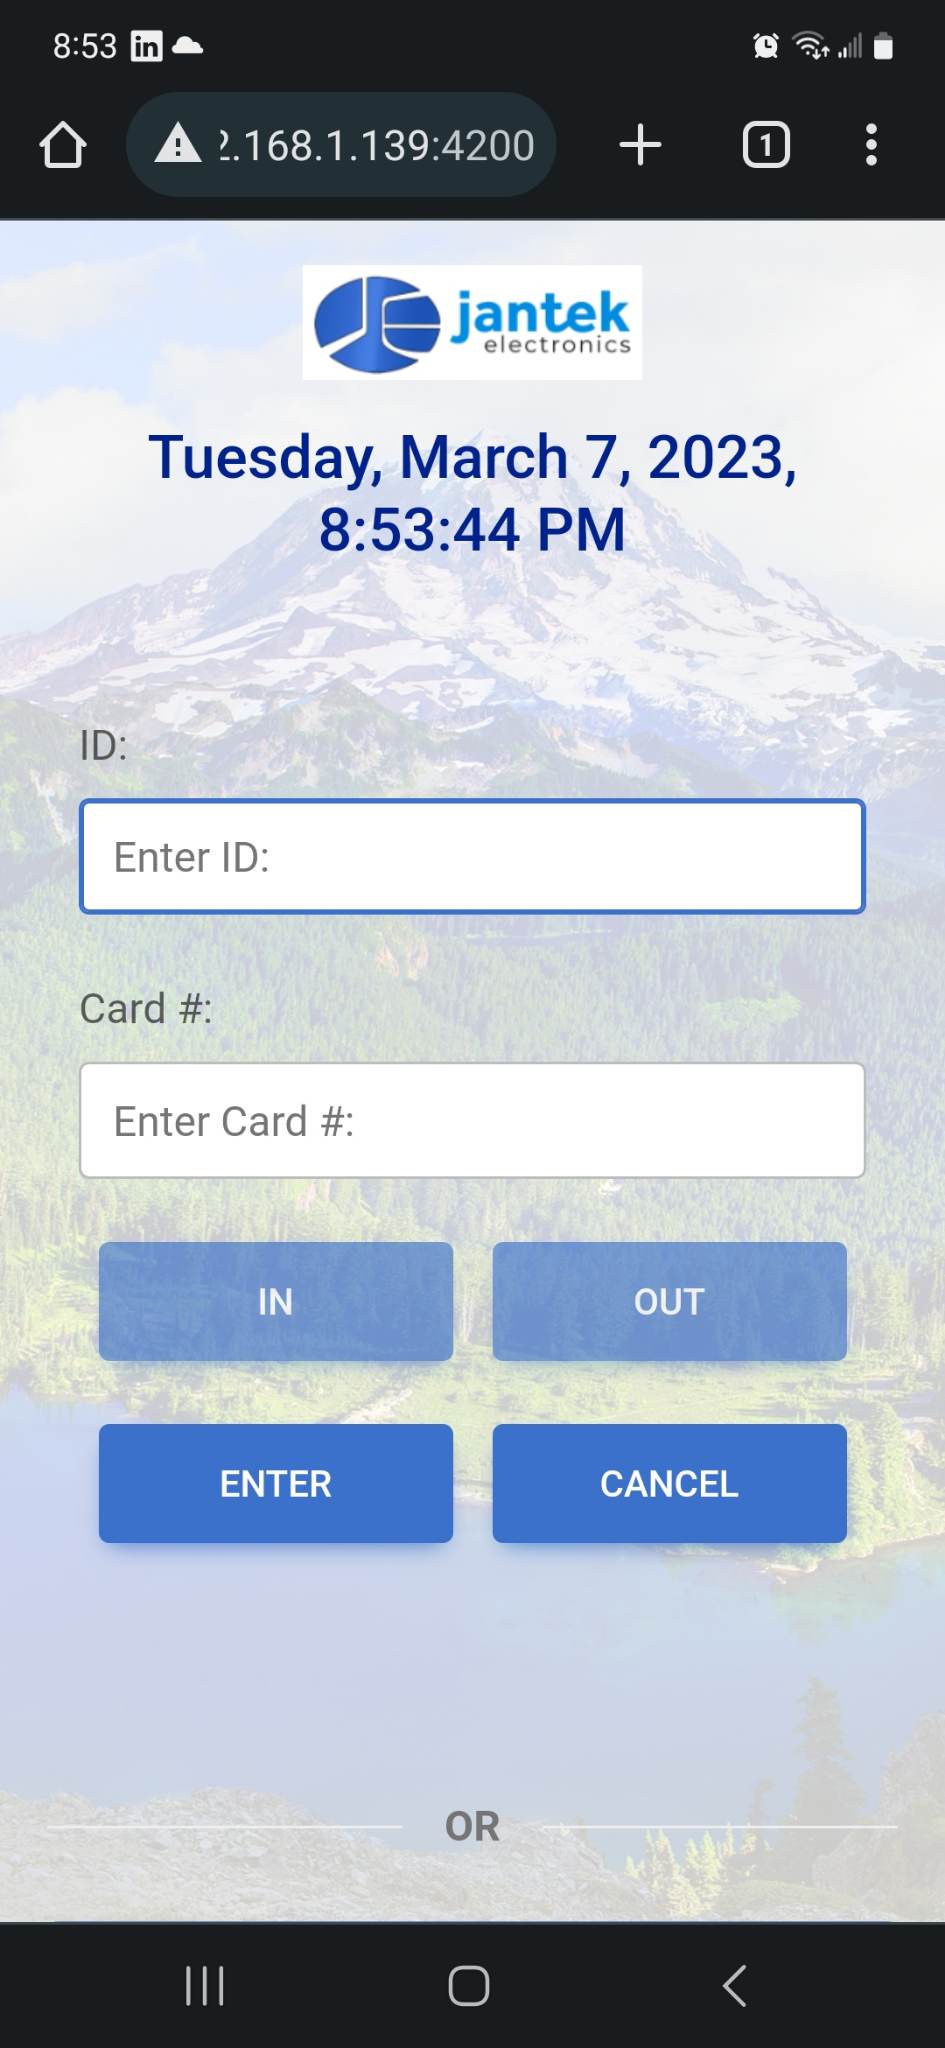 8:53 in
2.168.1.139:4200
1
jantek
electronics
Tuesday, March 7, 2023,
8:53:44 PM
ID:
Enter ID:
Card #:
Enter Card #:
IN OUT
ENTER CANCEL
OR